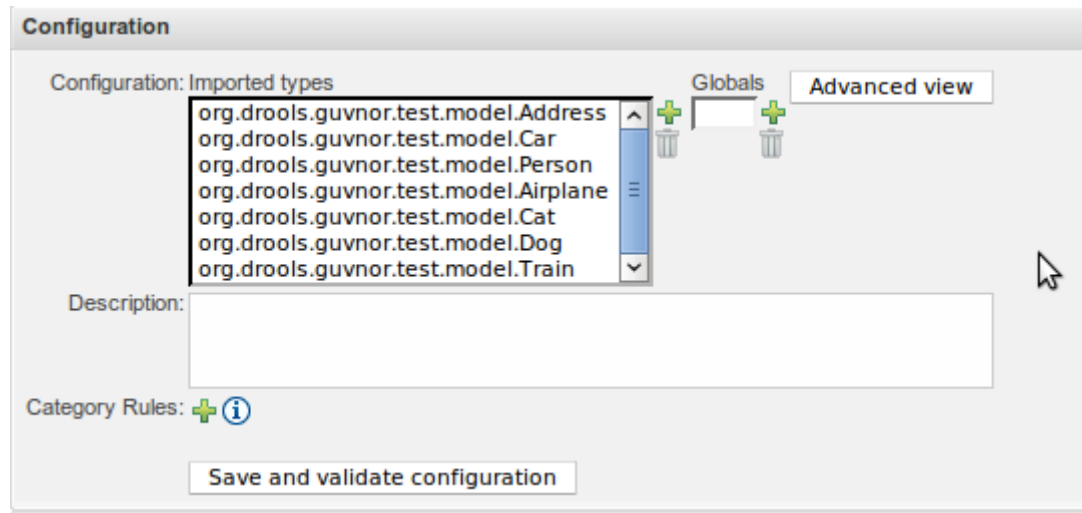 Configuration
Configuration: Imported types Globals Advanced view
org.drools.guvnor.test.model.Address
org.drools.guvnor.test.model.Car
org.drools.guvnor.test.model.Person
org.drools.guvnor.test.model.Airplane
org.drools.guvnor.test.model.Cat
org.drools.guvnor.test.model.Dog
org.drools.guvnor.test.model.Train
Description:
Category Rules:
Save and validate configuration